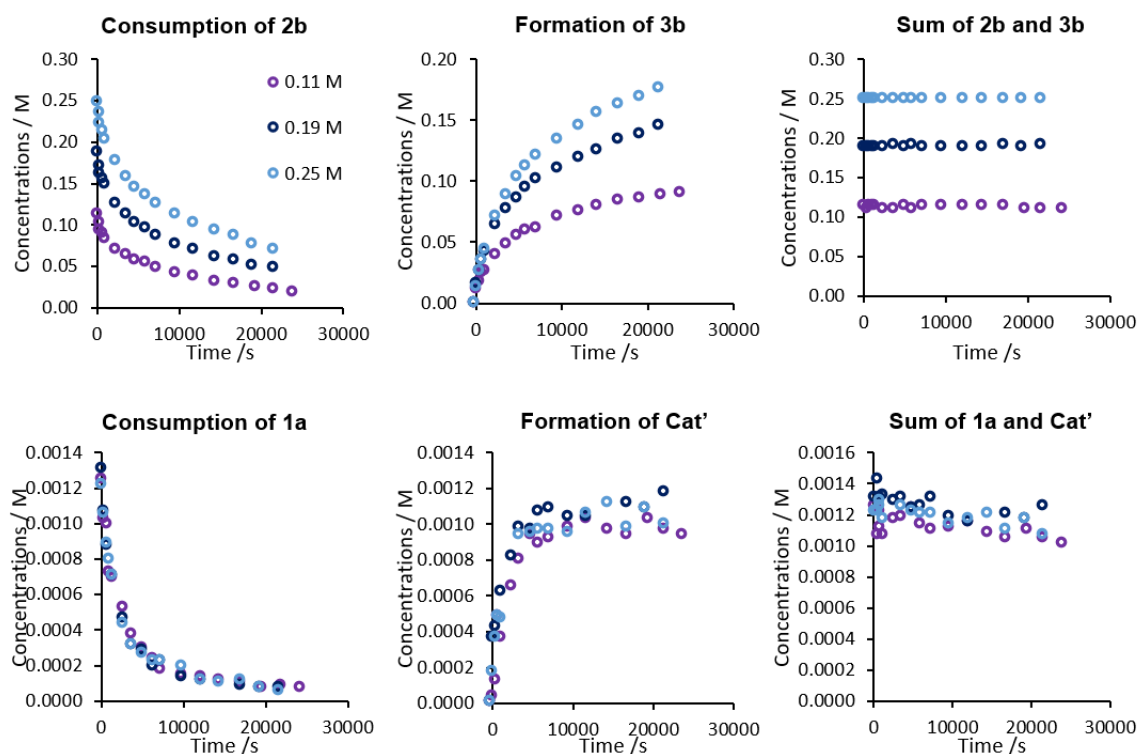 Consumption of 2b
Concentrations / M
0.30
0.25
0.20
0.15
0.10
0.05
0.00
0 10000 20000 30000
Time /s
0.11 M
0.19 M
0.25 M
Formation of 3b
Concentrations / M
0.20
0.15
0.10
0.05
0.00
0 10000 20000 30000
Time /s
Sum of 2b and 3b
Concentrations / M
0.30
0.25
0.20
0.15
0.10
0.05
0.00
0 10000 20000 30000
Time /s
Consumption of 1a
Concentrations / M
0.0014
0.0012
0.0010
0.0008
0.0006
0.0004
0.0002
0.0000
0 10000 20000 30000
Time /s
Formation of Cat’
Concentrations / M
0.0014
0.0012
0.0010
0.0008
0.0006
0.0004
0.0002
0.0000
0 10000 20000 30000
Time /s
Sum of 1a and Cat’
Concentrations / M
0.0016
0.0014
0.0012
0.0010
0.0008
0.0006
0.0004
0.0002
0.0000
0 10000 20000 30000
Time /s